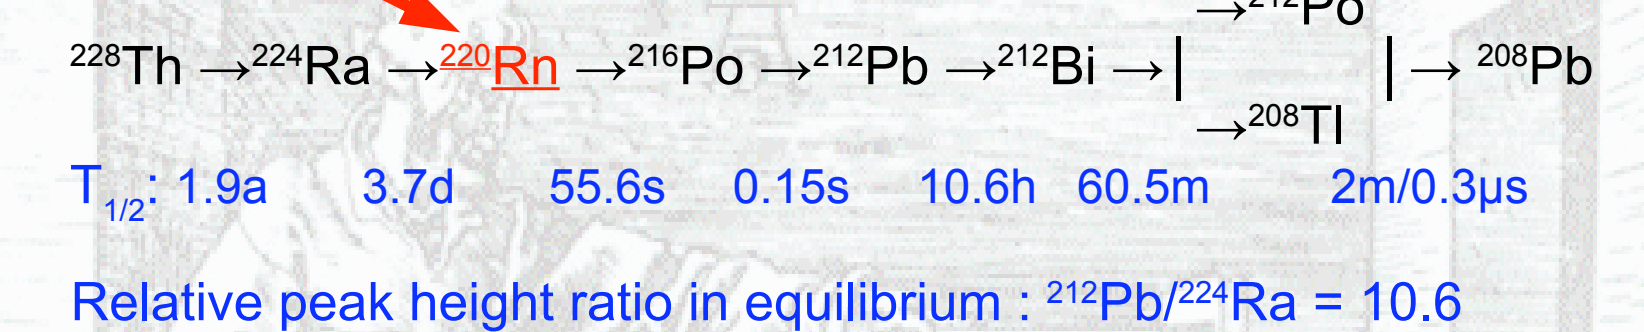 →²¹²Po
²²⁸Th →²²⁴Ra →²²⁰Rn →²¹⁶Po →²¹²Pb →²¹²Bi →| | → ²⁰⁸Pb
→²⁰⁸Tl
T₁/₂: 1.9a 3.7d 55.6s 0.15s 10.6h 60.5m 2m/0.3µs
Relative peak height ratio in equilibrium : ²¹²Pb/²²⁴Ra = 10.6